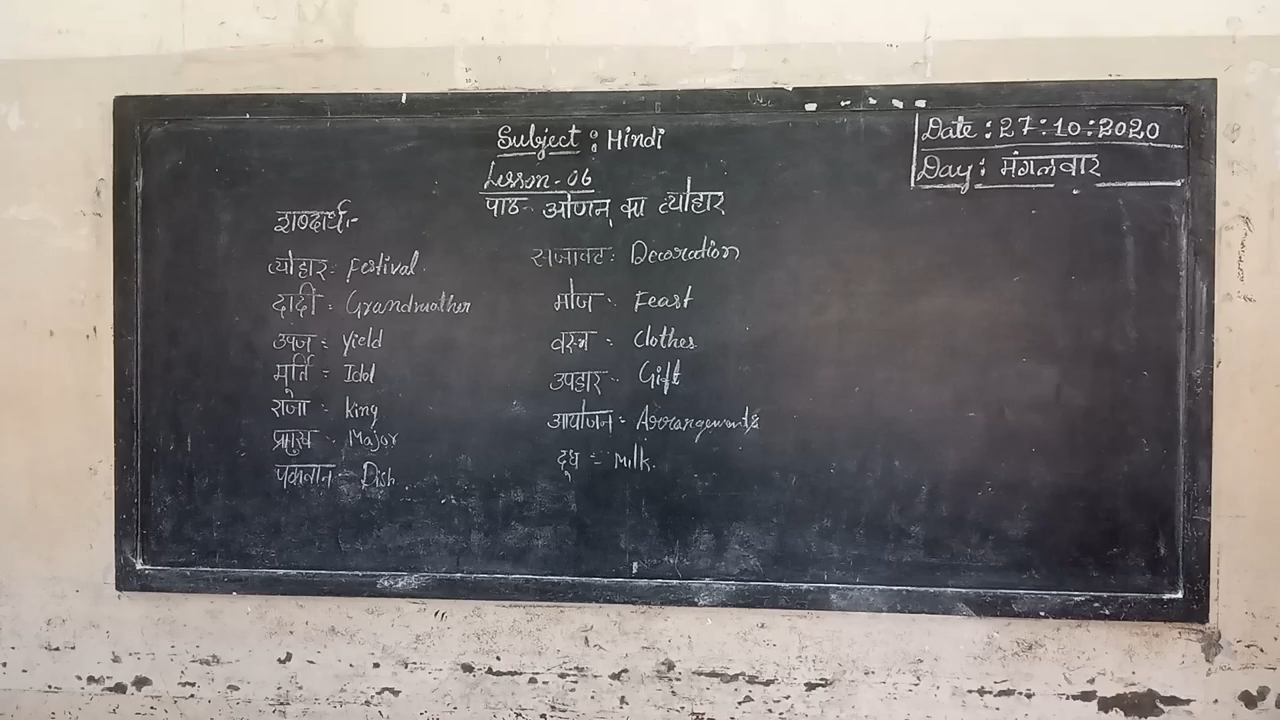 Subject : Hindi
Date : 27:10:2020
Day : मंगलवार
Lesson - 06
पाठ - ओणम् का त्योहार
शब्दार्थ:-
त्योहार: Festival.
दादी : Grandmother
उपज : yield
मूर्ति = Idol
राजा : king
प्रमुख - Major
पकवान - Dish.
सजावट: Decoration
भोज - Feast
वस्त्र : clothes.
उपहार - Gift
आयोजन - Arrangements
दूध - Milk.